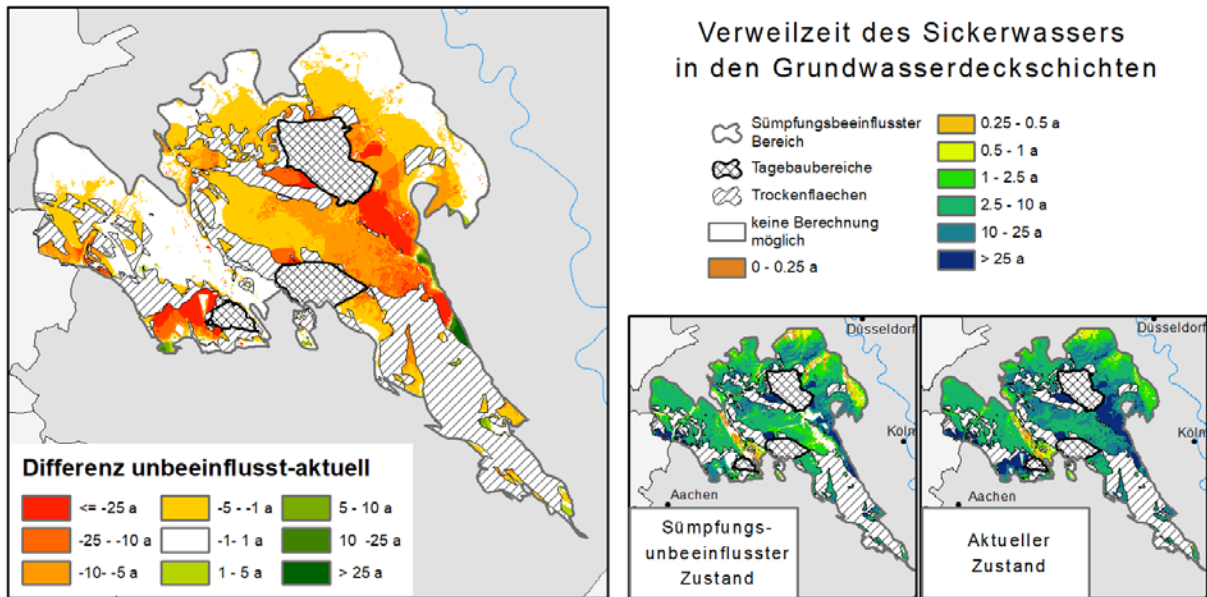 Verweilzeit des Sickerwassers
in den Grundwasserdeckschichten
Sümpfungsbeeinflusster
Bereich
Tagebaubereiche
Trockenflaechen
keine Berechnung
möglich
0 - 0.25 a
0.25 - 0.5 a
0.5 - 1 a
1 - 2.5 a
2.5 - 10 a
10 - 25 a
> 25 a
Differenz unbeeinflusst-aktuell
<= -25 a
-25 - -10 a
-10- -5 a
-5 - -1 a
-1- 1 a
1 - 5 a
5 - 10 a
10 -25 a
> 25 a
Düsseldorf
Köln
Aachen
Sümpfungs-
unbeeinflusster
Zustand
Düsseldorf
Köln
Aachen
Aktueller
Zustand